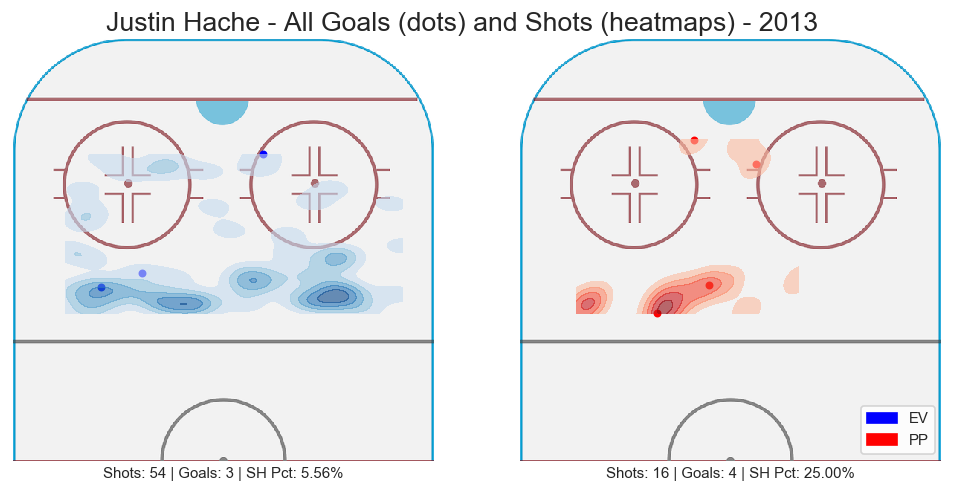 Justin Hache - All Goals (dots) and Shots (heatmaps) - 2013
EV
PP
Shots: 54 | Goals: 3 | SH Pct: 5.56%
Shots: 16 | Goals: 4 | SH Pct: 25.00%